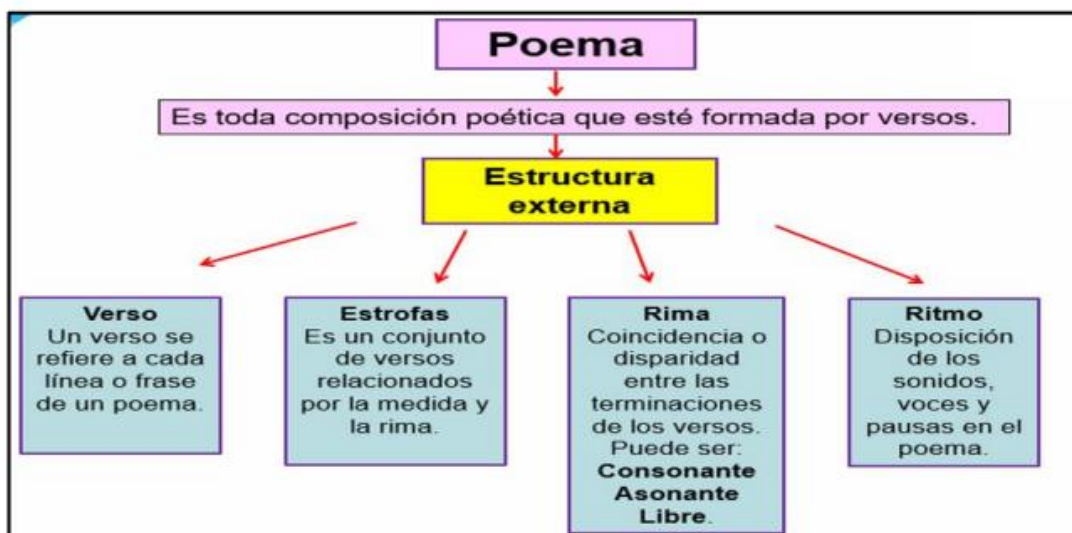 Poema
Es toda composición poética que esté formada por versos.
Estructura
externa
Verso
Un verso se
refiere a cada
línea o frase
de un poema.
Estrofas
Es un conjunto
de versos
relacionados
por la medida y
la rima.
Rima
Coincidencia o
disparidad
entre las
terminaciones
de los versos.
Puede ser:
Consonante
Asonante
Libre.
Ritmo
Disposición
de los
sonidos,
voces y
pausas en el
poema.